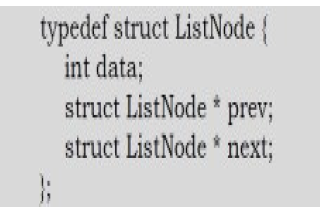 typedef struct ListNode {
int data;
struct ListNode * prev;
struct ListNode * next;
};